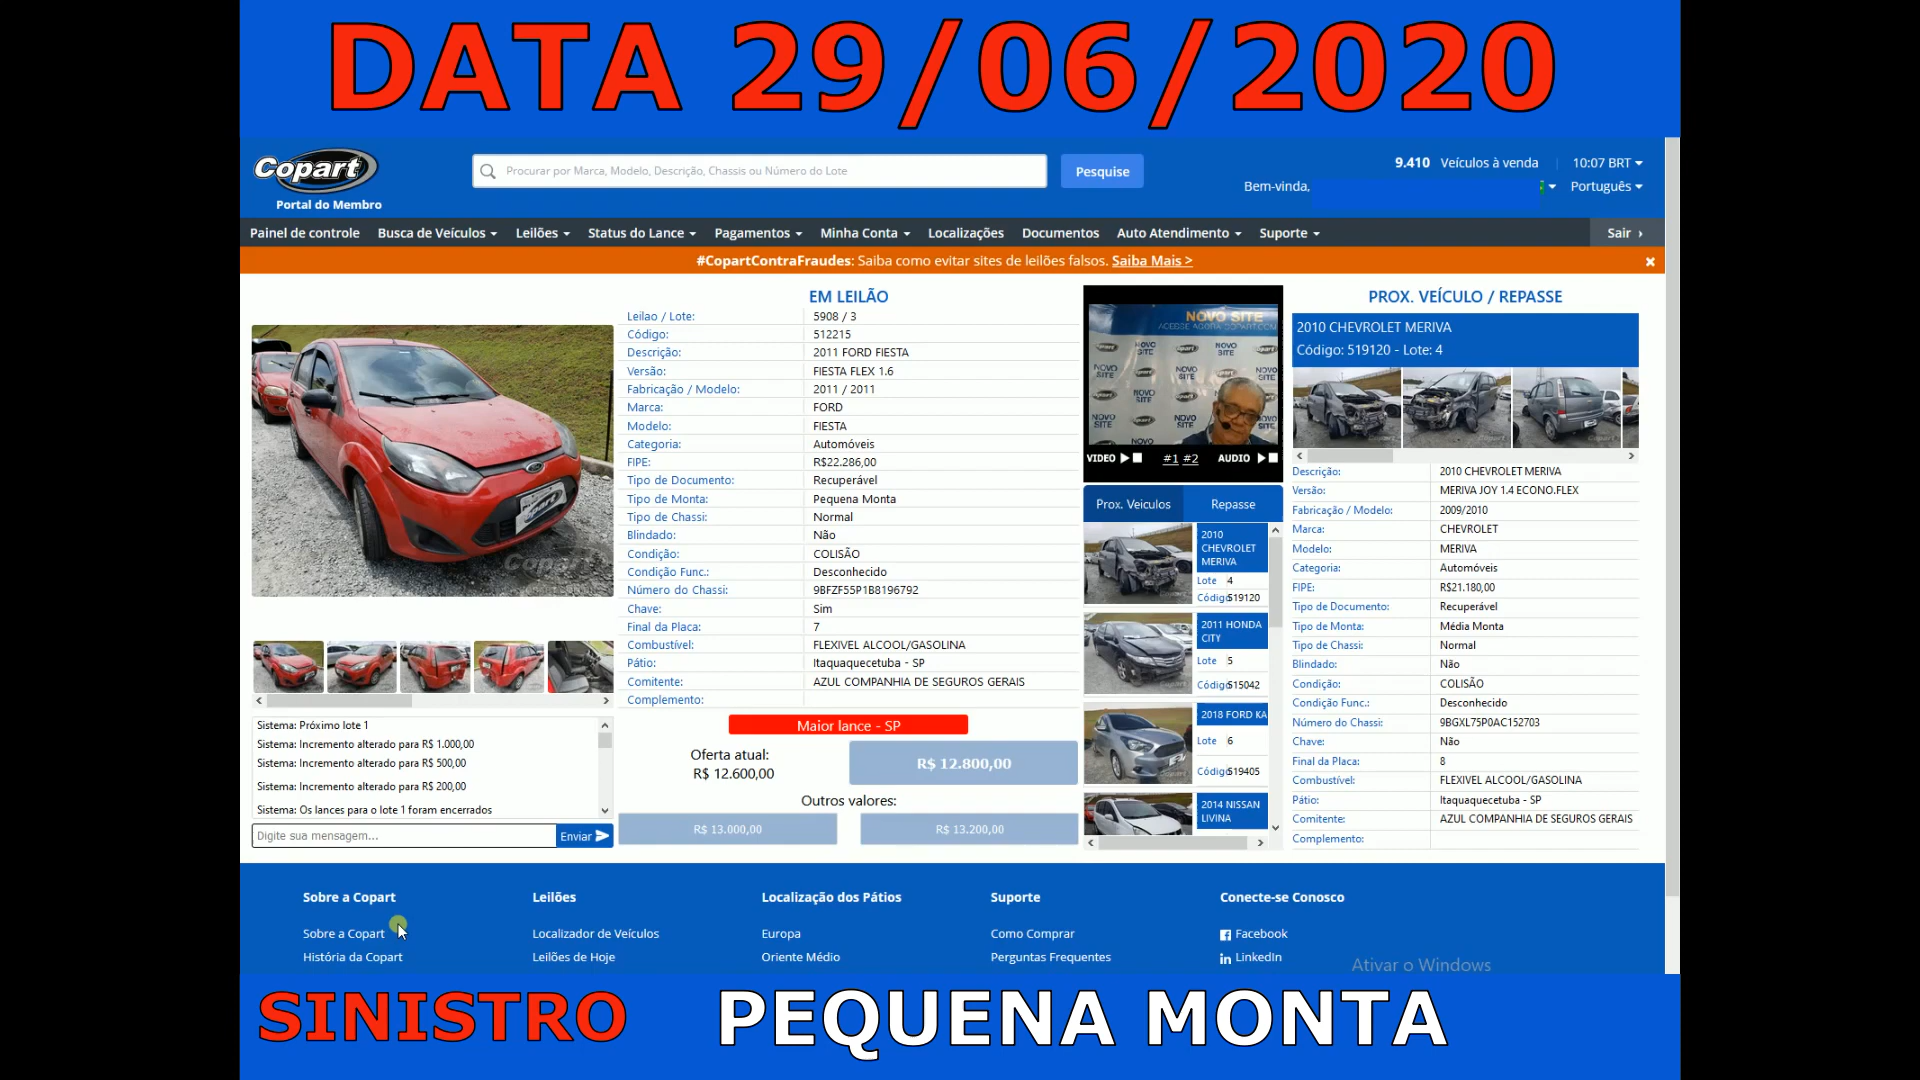 DATA 29/06/2020
Copart
Portal do Membro
Procurar por Marca, Modelo, Descrição, Chassis ou Número do Lote
Pesquise
9.410 Veículos à venda
10:07 BRT
Bem-vinda,
Português
Painel de controle Busca de Veículos Leilões Status do Lance Pagamentos Minha Conta Localizações Documentos Auto Atendimento Suporte Sair
#CopartContraFraudes: Saiba como evitar sites de leilões falsos. Saiba Mais >
EM LEILÃO
Leilao / Lote: 5908 / 3
Código: 512215
Descrição: 2011 FORD FIESTA
Versão: FIESTA FLEX 1.6
Fabricação / Modelo: 2011 / 2011
Marca: FORD
Modelo: FIESTA
Categoria: Automóveis
FIPE: R$22.286,00
Tipo de Documento: Recuperável
Tipo de Monta: Pequena Monta
Tipo de Chassi: Normal
Blindado: Não
Condição: COLISÃO
Condição Func.: Desconhecido
Número do Chassi: 9BFZF55P1B8196792
Chave: Sim
Final da Placa: 7
Combustível: FLEXIVEL ALCOOL/GASOLINA
Pátio: Itaquaquecetuba - SP
Comitente: AZUL COMPANHIA DE SEGUROS GERAIS
Complemento:
Maior lance - SP
Oferta atual:
R$ 12.600,00
R$ 12.800,00
Outros valores:
R$ 13.000,00
R$ 13.200,00
Sistema: Próximo lote 1
Sistema: Incremento alterado para R$ 1.000,00
Sistema: Incremento alterado para R$ 500,00
Sistema: Incremento alterado para R$ 200,00
Sistema: Os lances para o lote 1 foram encerrados
Digite sua mensagem...
Enviar
NOVO SITE
ACESSE AGORA COPART.COM
VIDEO #1 #2 AUDIO
Prox. Veiculos Repasse
2010 CHEVROLET MERIVA
Lote 4
Código 519120
2011 HONDA CITY
Lote 5
Código 515042
2018 FORD KA
Lote 6
Código 519405
2014 NISSAN LIVINA
PROX. VEÍCULO / REPASSE
2010 CHEVROLET MERIVA
Código: 519120 - Lote: 4
Descrição: 2010 CHEVROLET MERIVA
Versão: MERIVA JOY 1.4 ECONO.FLEX
Fabricação / Modelo: 2009/2010
Marca: CHEVROLET
Modelo: MERIVA
Categoria: Automóveis
FIPE: R$21.180,00
Tipo de Documento: Recuperável
Tipo de Monta: Média Monta
Tipo de Chassi: Normal
Blindado: Não
Condição: COLISÃO
Condição Func.: Desconhecido
Número do Chassi: 9BGXL75P0AC152703
Chave: Não
Final da Placa: 8
Combustível: FLEXIVEL ALCOOL/GASOLINA
Pátio: Itaquaquecetuba - SP
Comitente: AZUL COMPANHIA DE SEGUROS GERAIS
Complemento:
Sobre a Copart
Sobre a Copart
História da Copart
Leilões
Localizador de Veículos
Leilões de Hoje
Localização dos Pátios
Europa
Oriente Médio
Suporte
Como Comprar
Perguntas Frequentes
Conecte-se Conosco
Facebook
LinkedIn
Ativar o Windows
SINISTRO PEQUENA MONTA